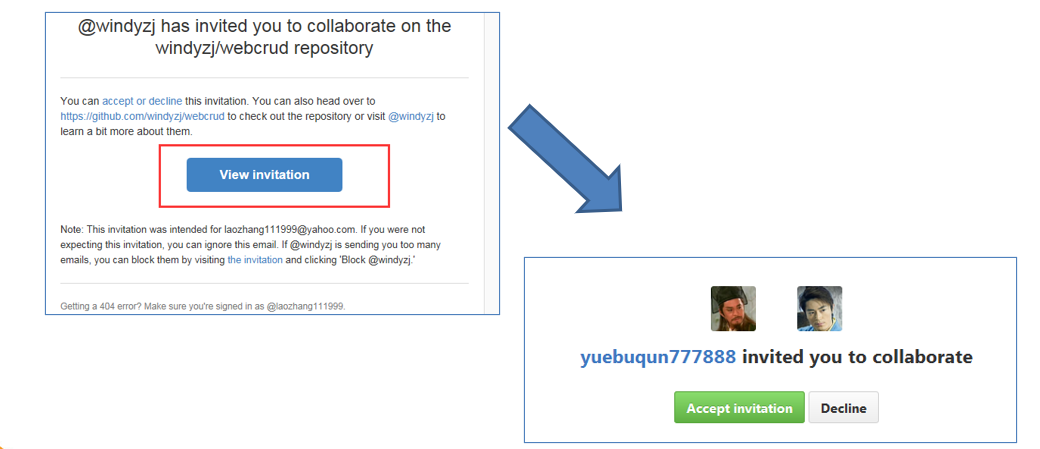 @windyzj has invited you to collaborate on the
windyzj/webcrud repository
You can accept or decline this invitation. You can also head over to
https://github.com/windyzj/webcrud to check out the repository or visit @windyzj to
learn a bit more about them.
View invitation
Note: This invitation was intended for laozhang111999@yahoo.com. If you were not
expecting this invitation, you can ignore this email. If @windyzj is sending you too many
emails, you can block them by visiting the invitation and clicking 'Block @windyzj.'
Getting a 404 error? Make sure you're signed in as @laozhang111999.
yuebuqun777888 invited you to collaborate
Accept invitation Decline